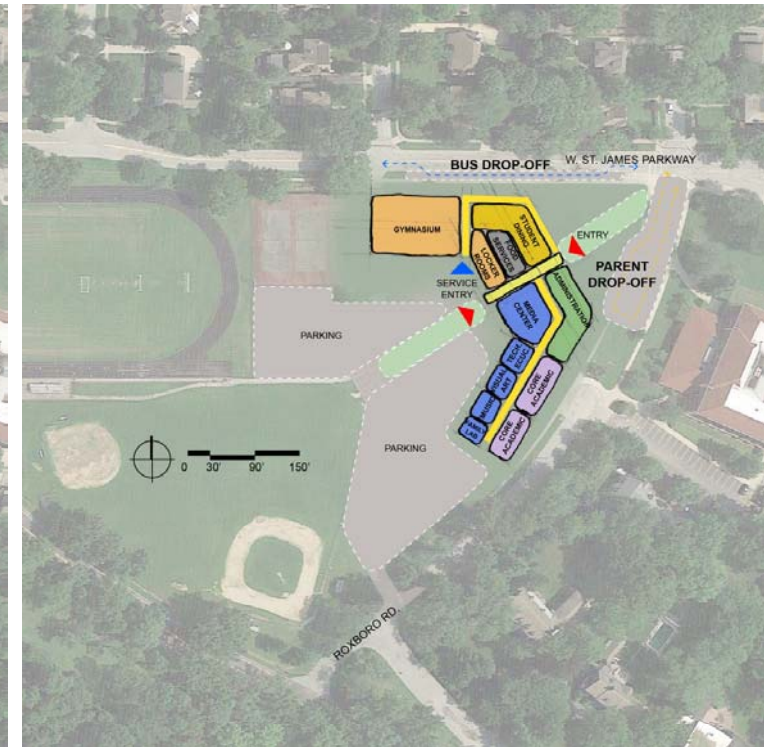 BUS DROP-OFF
W. ST. JAMES PARKWAY
GYMNASIUM
STUDENT
DINING
FOOD
SERVICES
LOCKER
ROOMS
ENTRY
SERVICE
ENTRY
PARENT
DROP-OFF
ADMINISTRATION
MEDIA
CENTER
PARKING
TECH
ECUC
VISUAL
ART
MUSIC
FAMILY
LAB
CORE
ACADEMIC
CORE
ACADEMIC
PARKING
0 30' 90' 150'
ROXBORO RD.